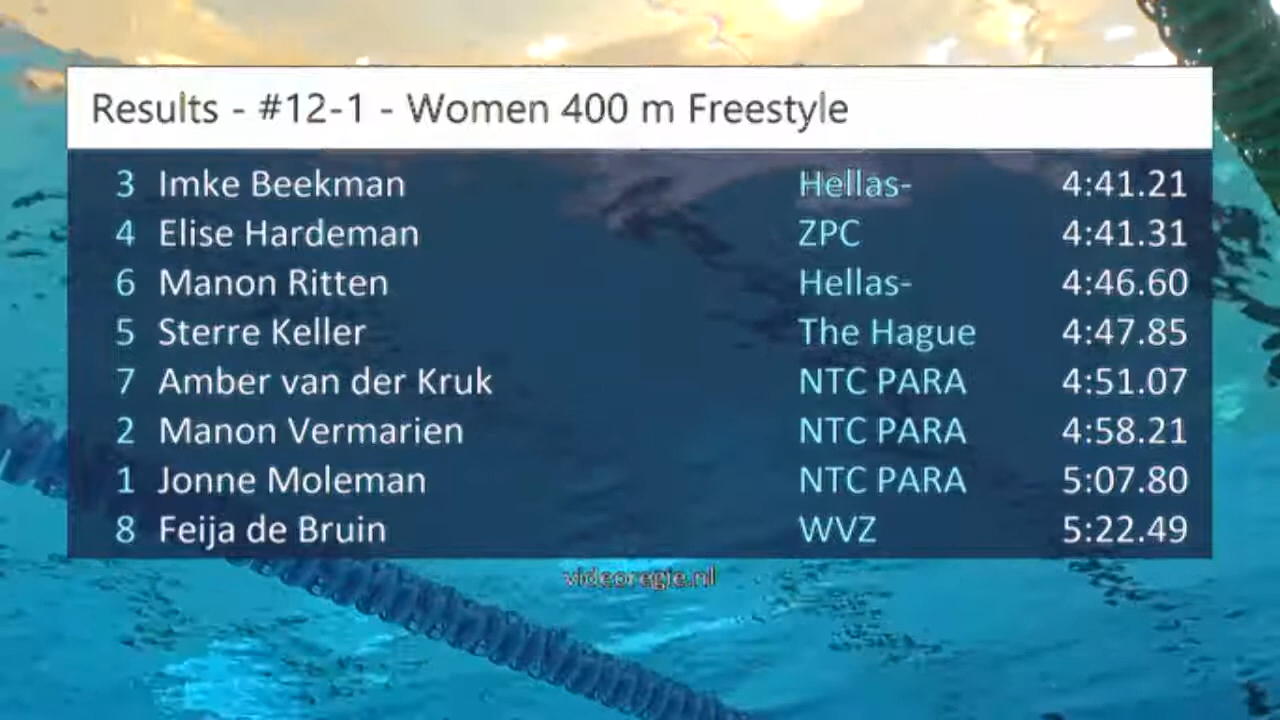 Results - #12-1 - Women 400 m Freestyle
3 Imke Beekman Hellas- 4:41.21
4 Elise Hardeman ZPC 4:41.31
6 Manon Ritten Hellas- 4:46.60
5 Sterre Keller The Hague 4:47.85
7 Amber van der Kruk NTC PARA 4:51.07
2 Manon Vermarien NTC PARA 4:58.21
1 Jonne Moleman NTC PARA 5:07.80
8 Feija de Bruin WVZ 5:22.49
videoregie.nl